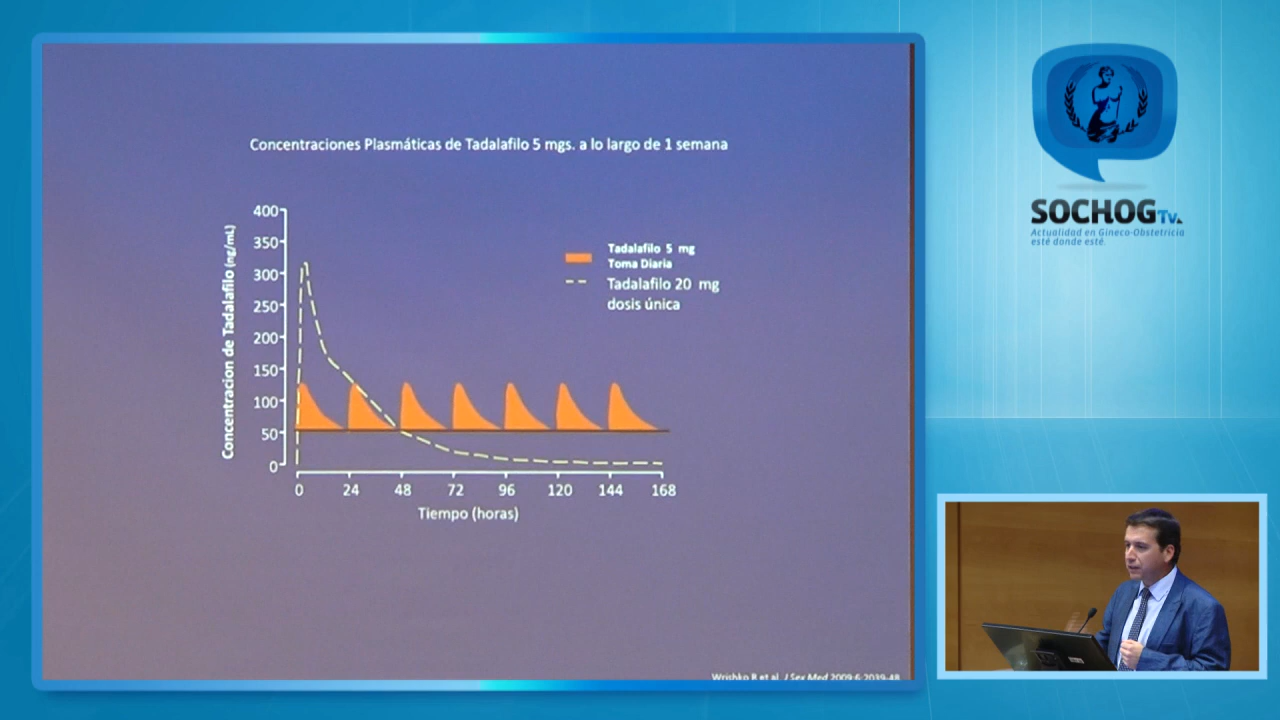 Concentraciones Plasmáticas de Tadalafilo 5 mgs. a lo largo de 1 semana
Concentracion de Tadalafilo (ng/mL)
400
350
300
250
200
150
100
50
0
Tadalafilo 5 mg
Toma Diaria
Tadalafilo 20 mg
dosis única
0 24 48 72 96 120 144 168
Tiempo (horas)
Wrishko R et al. J Sex Med 2009;6:2039-48
SOCHOG Tv.
Actualidad en Gineco-Obstetricia
esté donde esté.